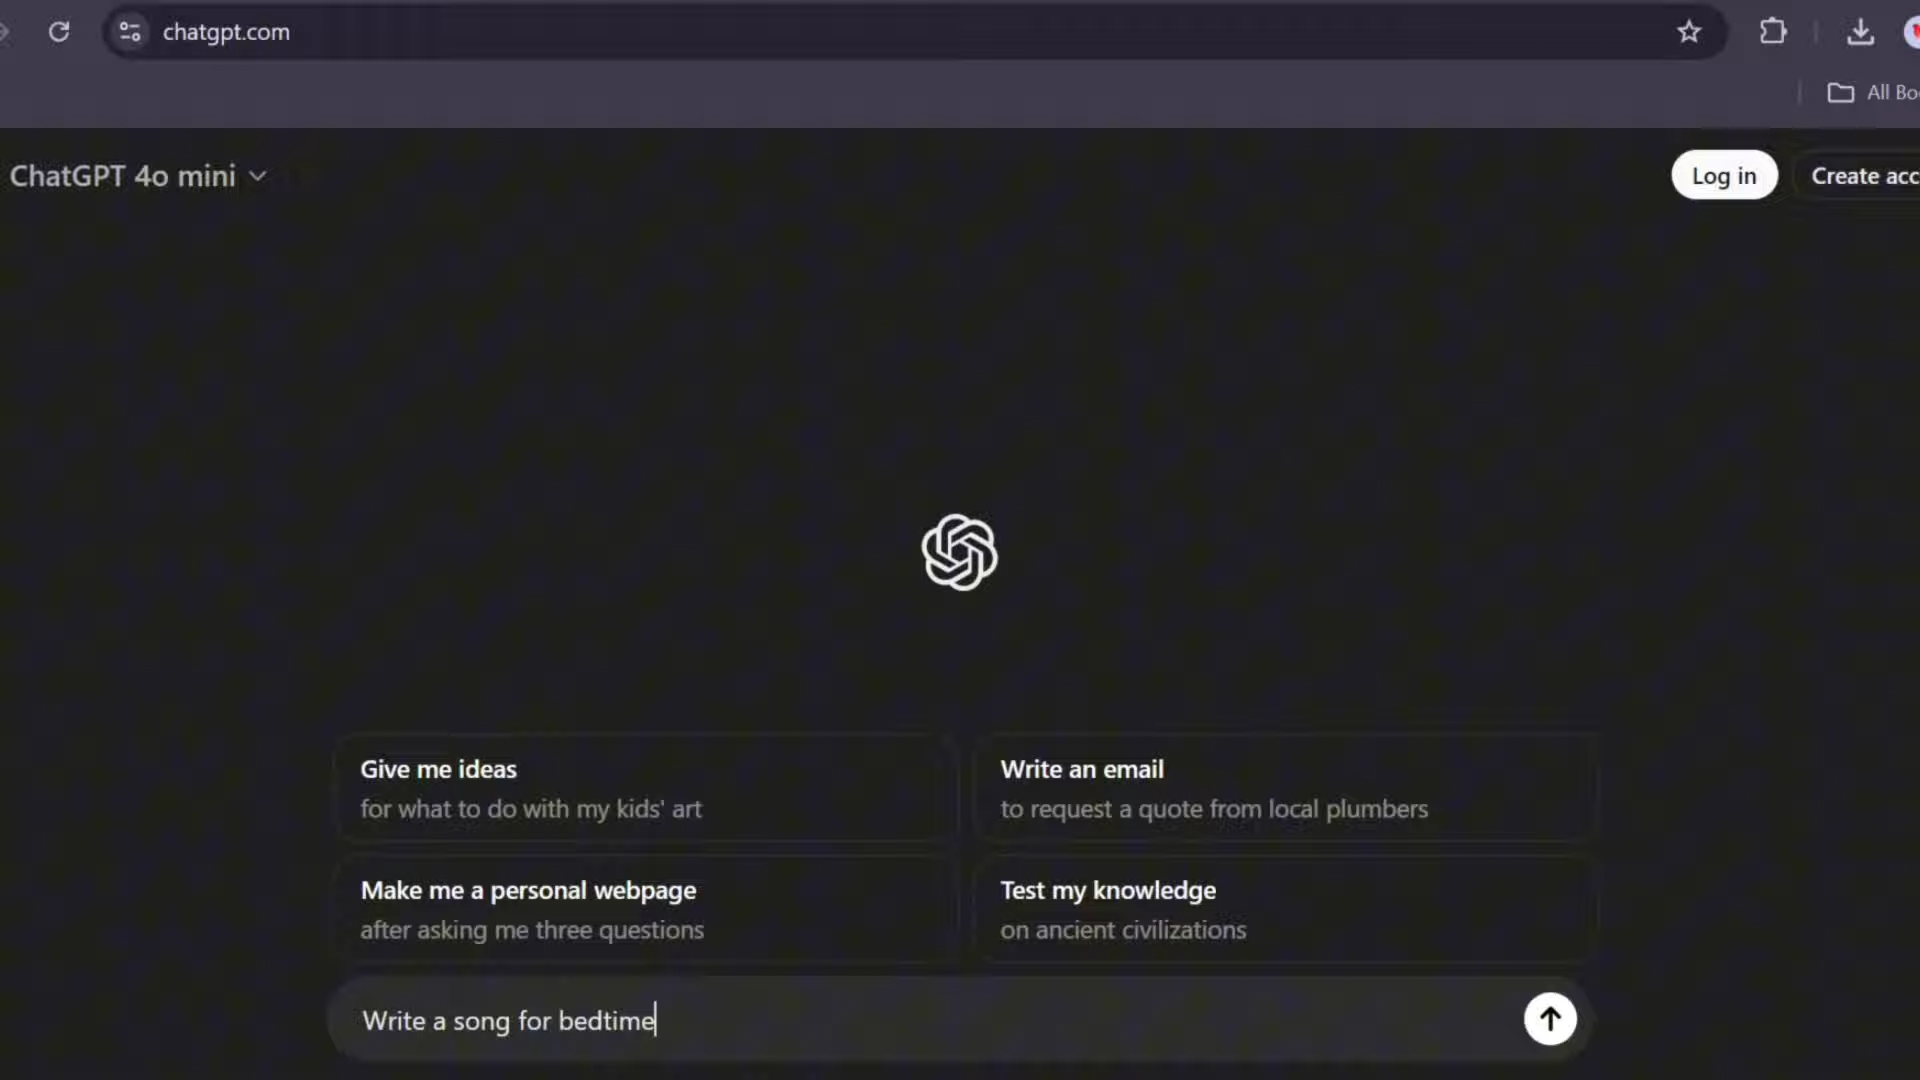 chatgpt.com
All Bo
ChatGPT 4o mini
Log in
Create acc
Give me ideas
for what to do with my kids' art
Write an email
to request a quote from local plumbers
Make me a personal webpage
after asking me three questions
Test my knowledge
on ancient civilizations
Write a song for bedtime